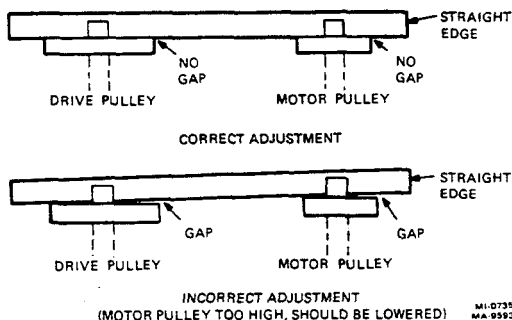 STRAIGHT
EDGE
NO
GAP
NO
GAP
DRIVE PULLEY
MOTOR PULLEY
CORRECT ADJUSTMENT
STRAIGHT
EDGE
GAP
GAP
DRIVE PULLEY
MOTOR PULLEY
INCORRECT ADJUSTMENT
(MOTOR PULLEY TOO HIGH, SHOULD BE LOWERED)
MI-0735
MA-9593